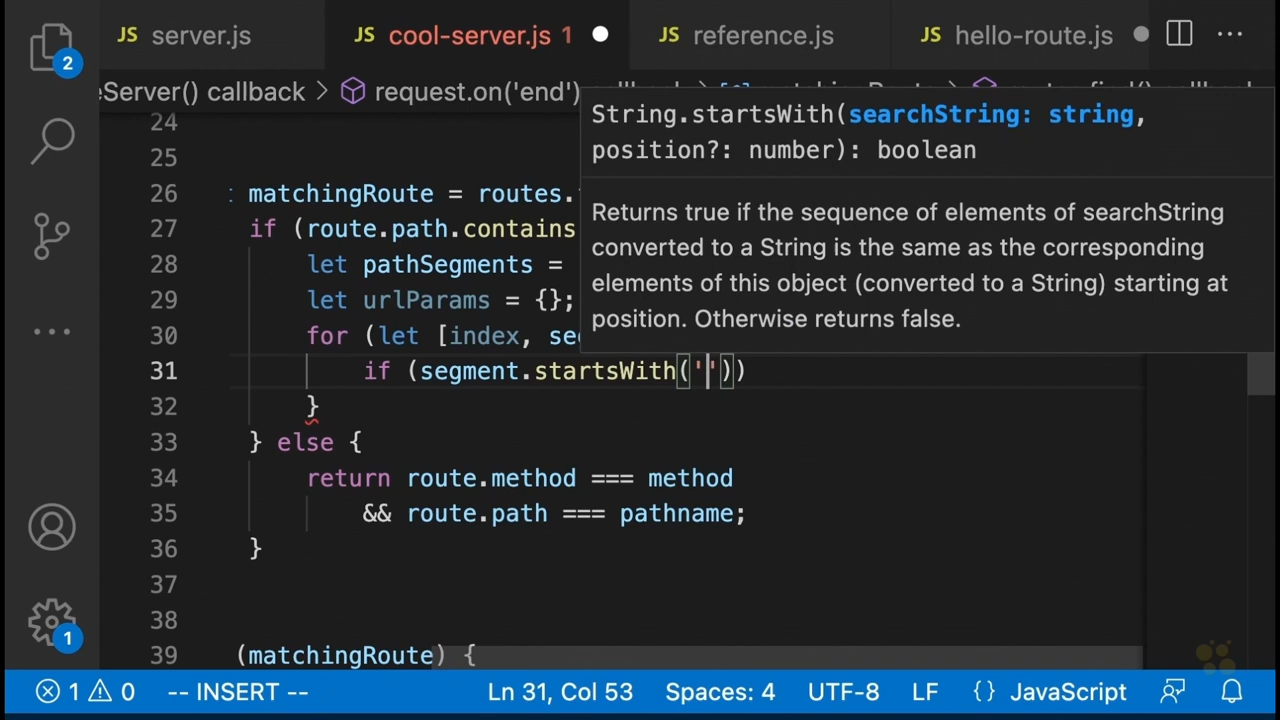 JS server.js JS cool-server.js 1 JS reference.js JS hello-route.js
2
eServer() callback > request.on('end')
String.startsWith(searchString: string,
position?: number): boolean
Returns true if the sequence of elements of searchString
converted to a String is the same as the corresponding
elements of this object (converted to a String) starting at
position. Otherwise returns false.
24
25
26 : matchingRoute = routes.
27 if (route.path.contains
28 let pathSegments =
29 let urlParams = {};
30 for (let [index, se
31 if (segment.startsWith(''))
32 }
33 } else {
34 return route.method === method
35 && route.path === pathname;
36 }
37
38
39 (matchingRoute) {
1
1 0 -- INSERT -- Ln 31, Col 53 Spaces: 4 UTF-8 LF {} JavaScript